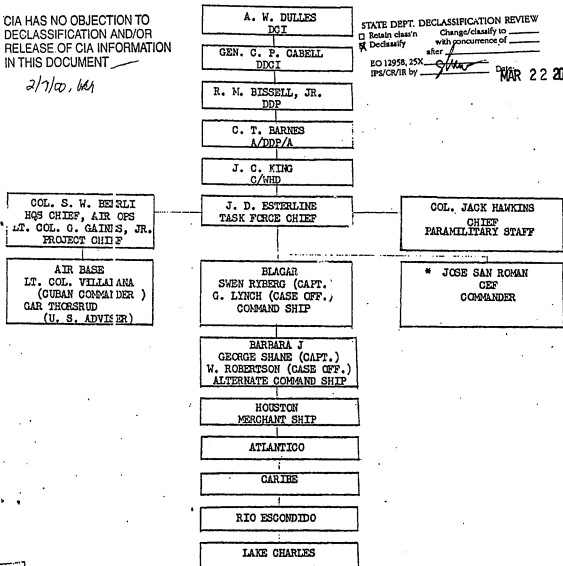 CIA HAS NO OBJECTION TO
DECLASSIFICATION AND/OR
RELEASE OF CIA INFORMATION
IN THIS DOCUMENT
2/7/00,
STATE DEPT. DECLASSIFICATION REVIEW
Retain class'n Change/classify to
Declassify with concurrence of
after
EO 12958, 25X
IPS/CR/IR by Date:
MAR 22 20
A. W. DULLES
DCI
GEN. C. P. CABELL
DDCI
R. M. BISSELL, JR.
DDP
C. T. BARNES
A/DDP/A
J. C. KING
C/WHD
COL. S. W. BEERLI
HQS CHIEF, AIR OPS
LT. COL. G. GAINES, JR.
PROJECT CHIEF
J. D. ESTERLINE
TASK FORCE CHIEF
COL. JACK HAWKINS
CHIEF
PARAMILITARY STAFF
AIR BASE
LT. COL. VILLAFANA
(CUBAN COMMANDER )
GAR THORSRUD
(U. S. ADVISER)
BLAGAR
SWEN RYBERG (CAPT.
G. LYNCH (CASE OFF.)
COMMAND SHIP
* JOSE SAN ROMAN
CEF
COMMANDER
BARBARA J
GEORGE SHANE (CAPT.)
W. ROBERTSON (CASE OFF.)
ALTERNATE COMMAND SHIP
HOUSTON
MERCHANT SHIP
ATLANTICO
CARIBE
RIO ESCONDIDO
LAKE CHARLES